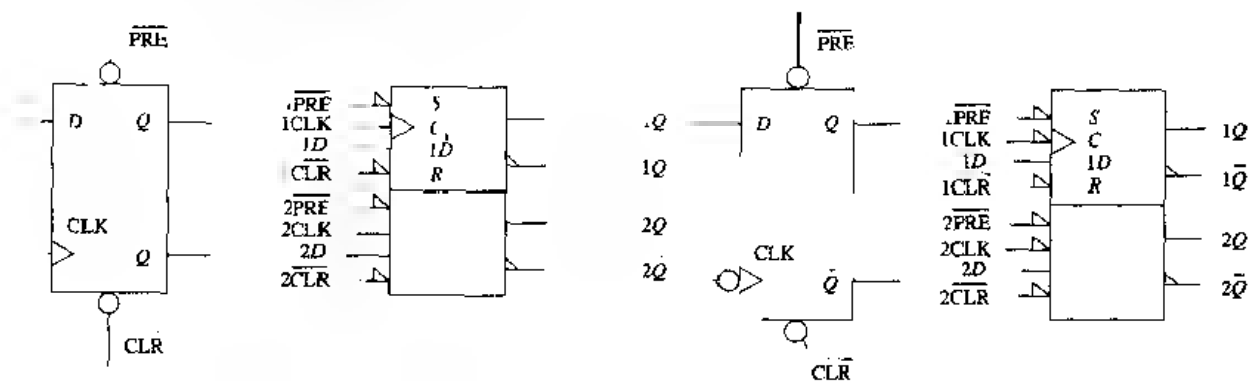 PRE
D Q
CLK
Q
CLR
PRE
1CLK
1D
CLR
2PRE
2CLK
2D
2CLR
S
C
1D
R
1Q
2Q
2Q
PRE
Q
D Q
CLK
Q̄
CLR
PRE
1CLK
1D
1CLR
2PRE
2CLK
2D
2CLR
S
C
1D
R
1Q
1Q̄
2Q
2Q̄